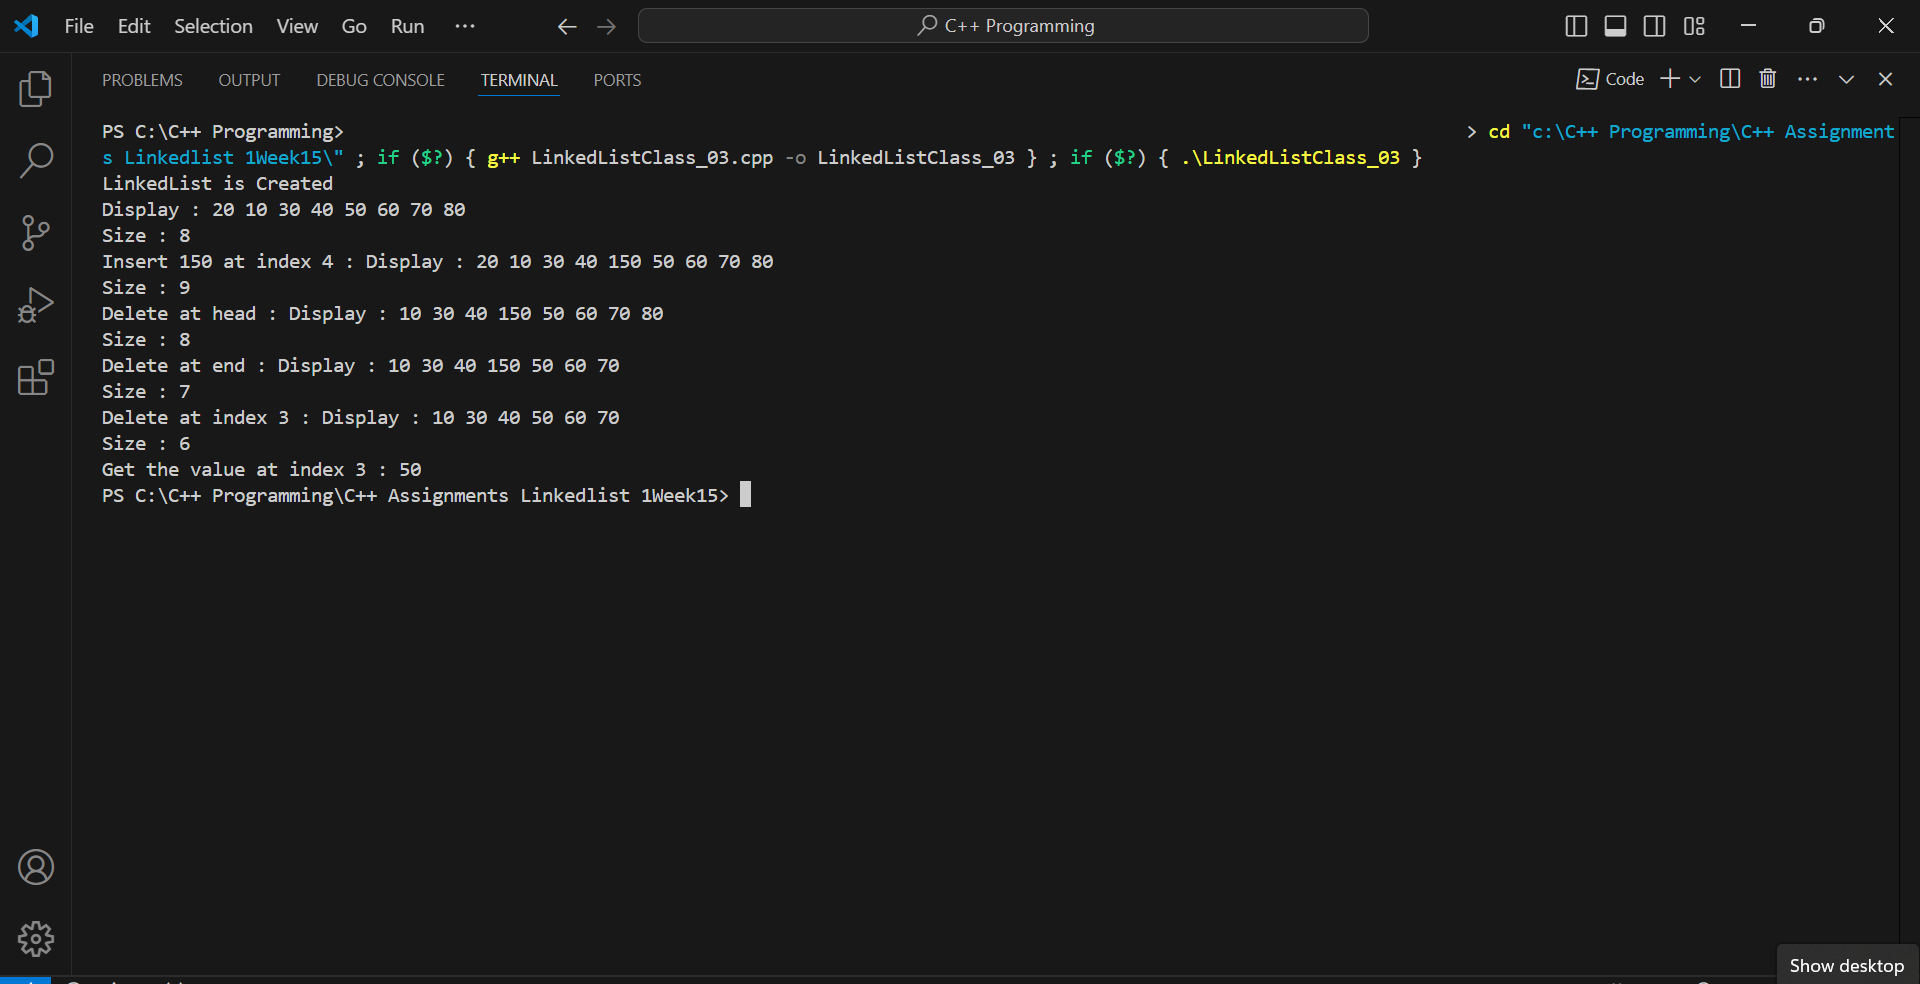 File Edit Selection View Go Run ··· C++ Programming
PROBLEMS OUTPUT DEBUG CONSOLE TERMINAL PORTS Code
PS C:\C++ Programming> > cd "c:\C++ Programming\C++ Assignment
s Linkedlist 1Week15\" ; if ($?) { g++ LinkedListClass_03.cpp -o LinkedListClass_03 } ; if ($?) { .\LinkedListClass_03 }
LinkedList is Created
Display : 20 10 30 40 50 60 70 80
Size : 8
Insert 150 at index 4 : Display : 20 10 30 40 150 50 60 70 80
Size : 9
Delete at head : Display : 10 30 40 150 50 60 70 80
Size : 8
Delete at end : Display : 10 30 40 150 50 60 70
Size : 7
Delete at index 3 : Display : 10 30 40 50 60 70
Size : 6
Get the value at index 3 : 50
PS C:\C++ Programming\C++ Assignments Linkedlist 1Week15>
Show desktop